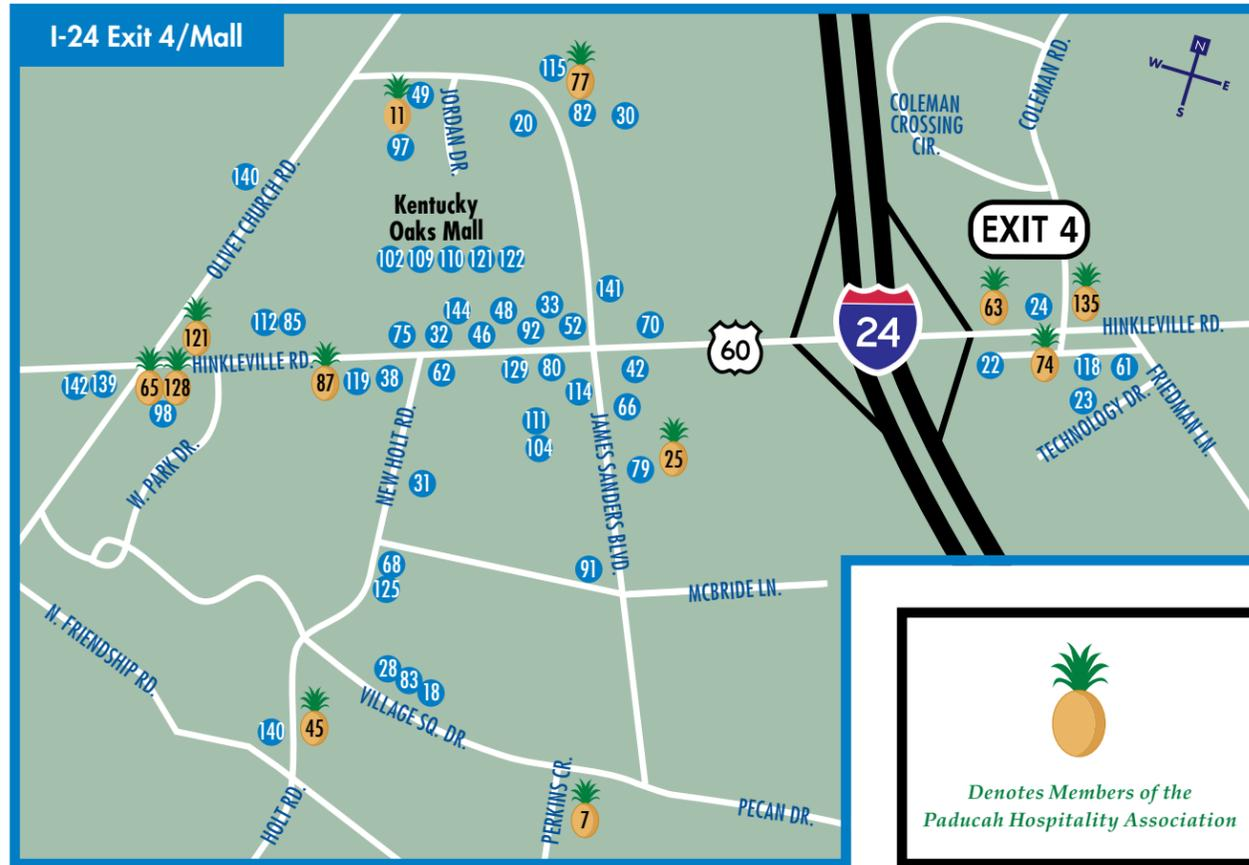 I-24 Exit 4/Mall
N
W
E
S
COLEMAN RD.
COLEMAN
CROSSING
CIR.
115
77
82
30
20
49
11
97
JORDAN DR.
140
OLIVET CHURCH RD.
Kentucky
Oaks Mall
102
109
110
121
122
EXIT 4
63
24
135
141
144
48
33
75
32
46
92
52
70
121
112
85
HINKLEVILLE RD.
60
24
HINKLEVILLE RD.
142
139
65
128
98
87
119
38
62
129
80
114
42
66
22
74
118
61
23
TECHNOLOGY DR.
FRIEDMAN LN.
W. PARK DR.
NEW HOLT RD.
111
104
JAMES SANDERS BLVD.
25
79
31
68
125
91
MCBRIDE LN.
N. FRIENDSHIP RD.
28
83
18
VILLAGE SQ. DR.
140
45
HOLT RD.
PERKINS CR.
7
PECAN DR.
Denotes Members of the
Paducah Hospitality Association